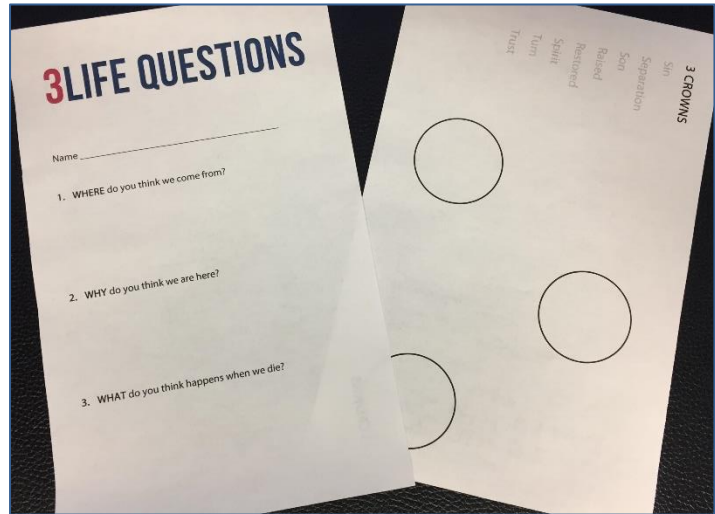 3LIFE QUESTIONS
Name
1. WHERE do you think we come from?
2. WHY do you think we are here?
3. WHAT do you think happens when we die?
3 CROWNS
Sin
Separation
Son
Raised
Restored
Spirit
Turn
Trust